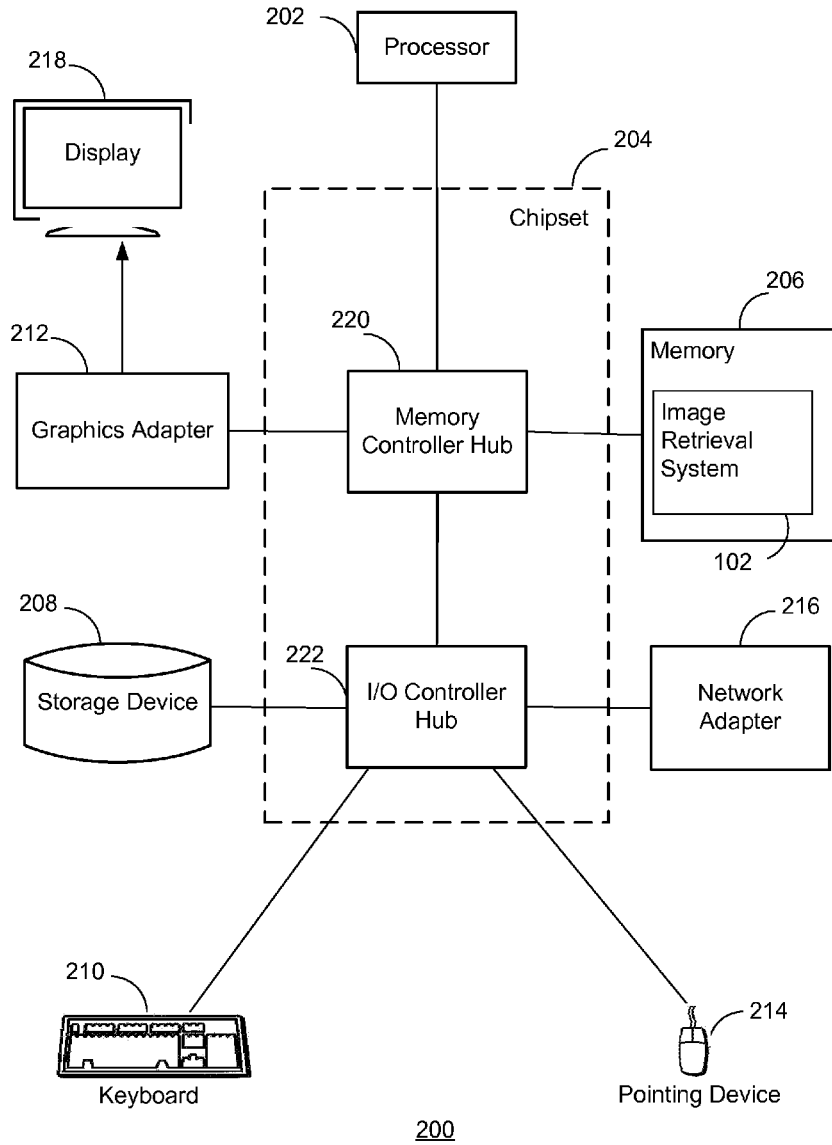 202
Processor
218
Display
204
Chipset
206
Memory
212
220
Graphics Adapter
Memory
Controller Hub
Image
Retrieval
System
102
208
216
222
Storage Device
I/O Controller
Hub
Network
Adapter
210
214
Keyboard
Pointing Device
200